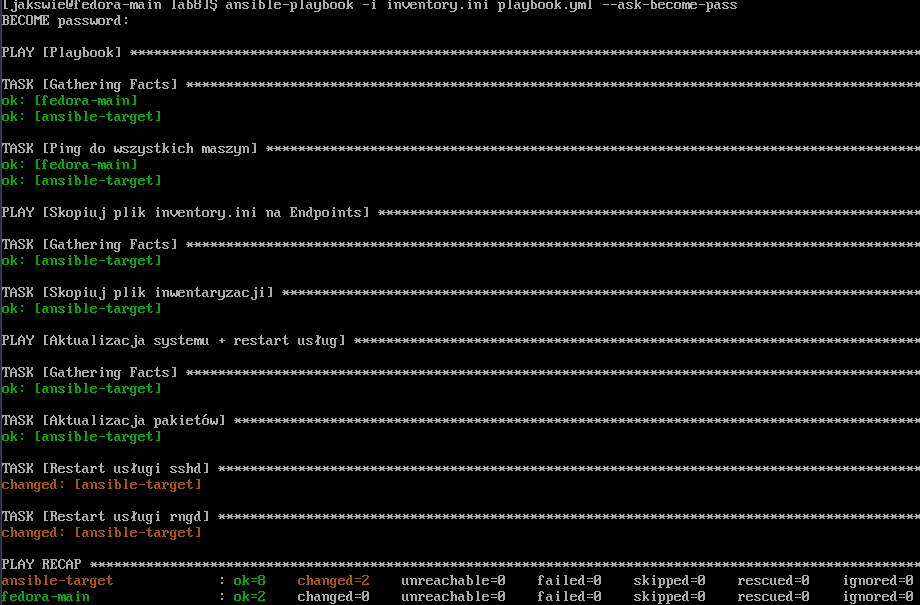 [jakswie@fedora-main lab8]$ ansible-playbook -i inventory.ini playbook.yml --ask-become-pass
BECOME password:
PLAY [Playbook] ****************************************************************************************************
TASK [Gathering Facts] *********************************************************************************************
ok: [fedora-main]
ok: [ansible-target]
TASK [Ping do wszystkich maszyn] ***********************************************************************************
ok: [fedora-main]
ok: [ansible-target]
PLAY [Skopiuj plik inventory.ini na Endpoints] *********************************************************************
TASK [Gathering Facts] *********************************************************************************************
ok: [ansible-target]
TASK [Skopiuj plik inwentaryzacji] *********************************************************************************
ok: [ansible-target]
PLAY [Aktualizacja systemu + restart usług] ************************************************************************
TASK [Gathering Facts] *********************************************************************************************
ok: [ansible-target]
TASK [Aktualizacja pakietów] ***************************************************************************************
ok: [ansible-target]
TASK [Restart usługi sshd] *****************************************************************************************
changed: [ansible-target]
TASK [Restart usługi rngd] *****************************************************************************************
changed: [ansible-target]
PLAY RECAP *********************************************************************************************************
ansible-target             : ok=8    changed=2    unreachable=0    failed=0    skipped=0    rescued=0    ignored=0
fedora-main                : ok=2    changed=0    unreachable=0    failed=0    skipped=0    rescued=0    ignored=0